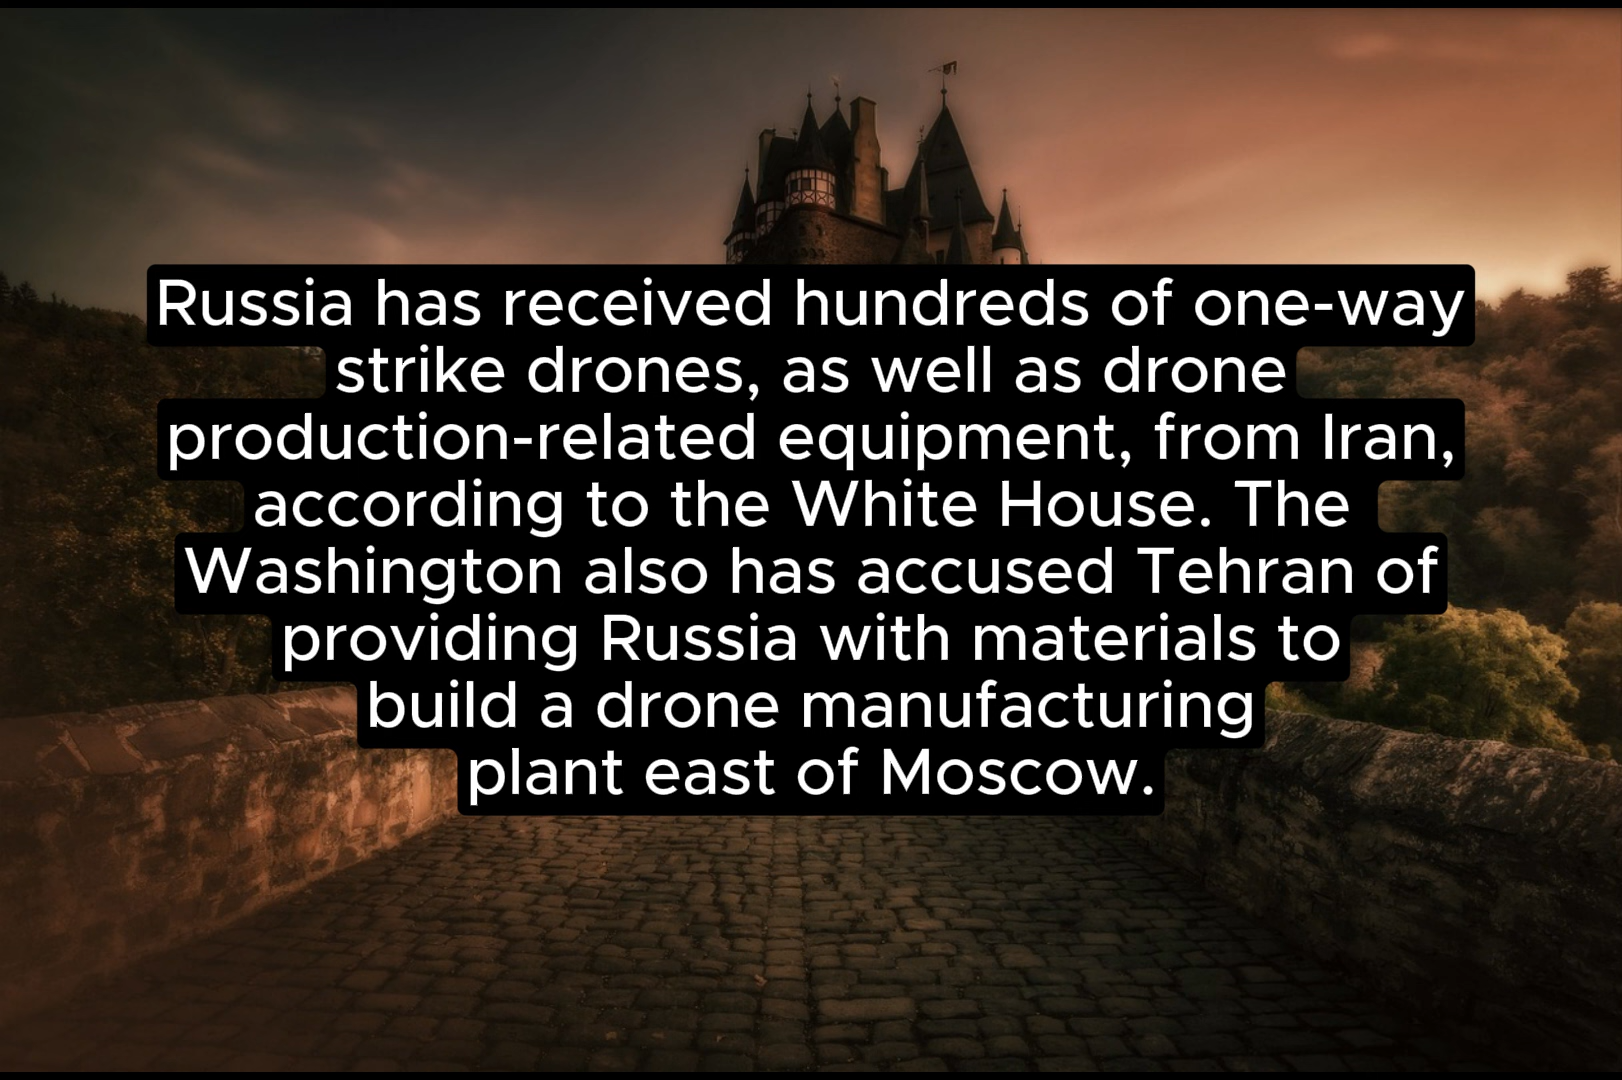 Russia has received hundreds of one-way
strike drones, as well as drone
production-related equipment, from Iran,
according to the White House. The
Washington also has accused Tehran of
providing Russia with materials to
build a drone manufacturing
plant east of Moscow.